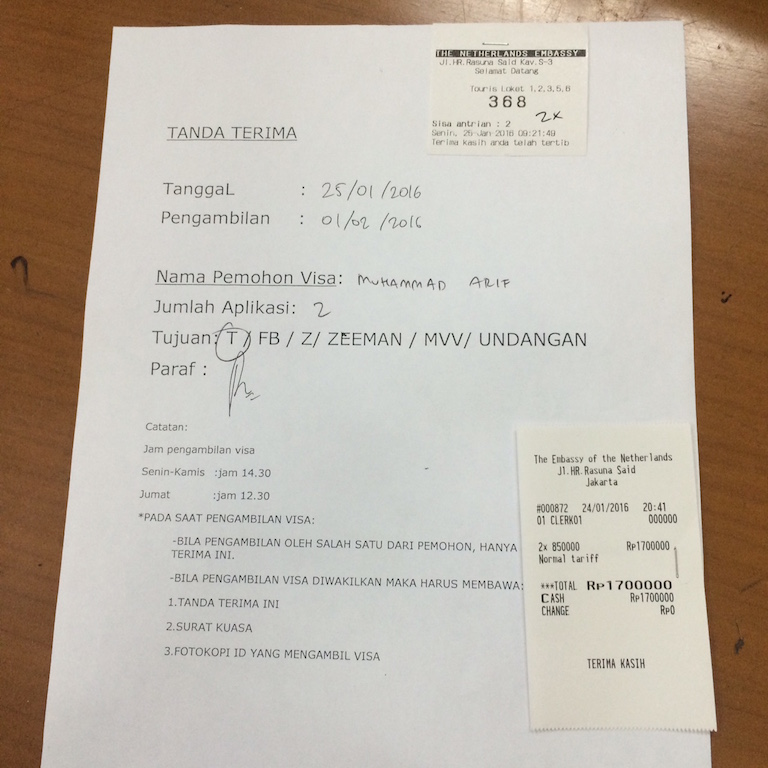 THE NETHERLANDS EMBASSY
Jl.HR.Rasuna Said Kav.S-3
Selamat Datang
Touris Loket 1,2,3,5,6
368
2x
Sisa antrian : 2
Senin, 25-Jan-2016 09:21:49
Terima kasih anda telah tertib
TANDA TERIMA
TanggaL : 25/01/2016
Pengambilan : 01/02/2016
Nama Pemohon Visa: MUHAMMAD ARIF
Jumlah Aplikasi: 2
Tujuan: T / FB / Z/ ZEEMAN / MVV/ UNDANGAN
Paraf :
Catatan:
Jam pengambilan visa
Senin-Kamis :jam 14.30
Jumat :jam 12.30
*PADA SAAT PENGAMBILAN VISA:
-BILA PENGAMBILAN OLEH SALAH SATU DARI PEMOHON, HANYA
TERIMA INI.
-BILA PENGAMBILAN VISA DIWAKILKAN MAKA HARUS MEMBAWA:
1.TANDA TERIMA INI
2.SURAT KUASA
3.FOTOKOPI ID YANG MENGAMBIL VISA
The Embassy of the Netherlands
Jl.HR.Rasuna Said
Jakarta
#000872 24/01/2016 20:41
01 CLERK01 000000
2x 850000 Rp1700000
Normal tariff
***TOTAL Rp1700000
CASH Rp1700000
CHANGE Rp0
TERIMA KASIH